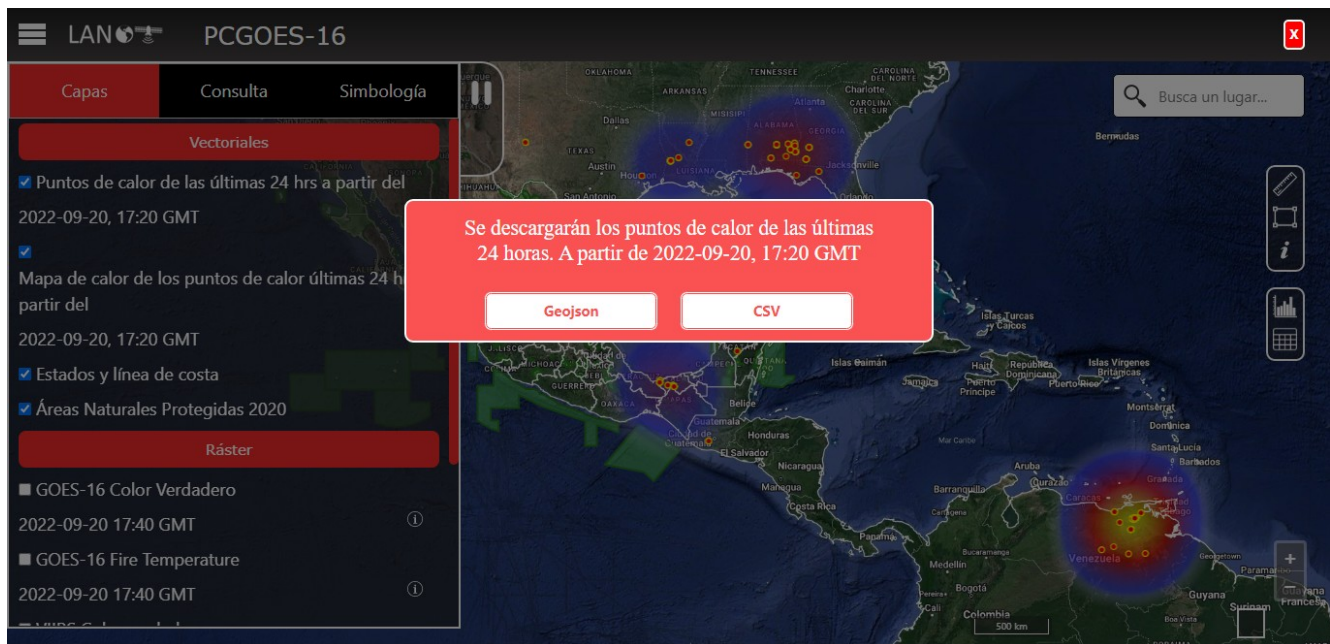 LAN T
PCGOES-16
x
Capas
Consulta
Simbología
Vectoriales
Puntos de calor de las últimas 24 hrs a partir del
2022-09-20, 17:20 GMT
Mapa de calor de los puntos de calor últimas 24 h
partir del
2022-09-20, 17:20 GMT
Estados y línea de costa
Áreas Naturales Protegidas 2020
Ráster
GOES-16 Color Verdadero
2022-09-20 17:40 GMT
GOES-16 Fire Temperature
2022-09-20 17:40 GMT
Se descargarán los puntos de calor de las últimas
24 horas. A partir de 2022-09-20, 17:20 GMT
Geojson
CSV
Busca un lugar...
OKLAHOMA
TENNESSEE
CAROLINA
DEL NORTE
Charlotte
ARKANSAS
Atlanta
CAROLINA
DEL SUR
Dallas
MISISIPI
ALABAMA
GEORGIA
TEXAS
Austin
Houston
LUISIANA
Jacksonville
San Antonio
Orlando
Bermudas
Islas Turcas
y Caicos
Islas Caimán
Haití
República
Dominicana
Puerto
Príncipe
Puerto Rico
Islas Vírgenes
Británicas
Jamaica
Montserrat
Dominica
Santa Lucía
Barbados
Granada
GUERRERO
OAXACA
Belice
Guatemala
Ciudad de
Guatemala
Honduras
El Salvador
Nicaragua
Managua
Costa Rica
Panamá
Mar Caribe
Aruba
Curazao
Barranquilla
Cartagena
Caracas
Venezuela
Bucaramanga
Medellín
Pereira
Bogotá
Cali
Colombia
500 km
Georgetown
Paramaribo
Guyana
Surinam
Guayana
Francesa
Boa Vista
+
−